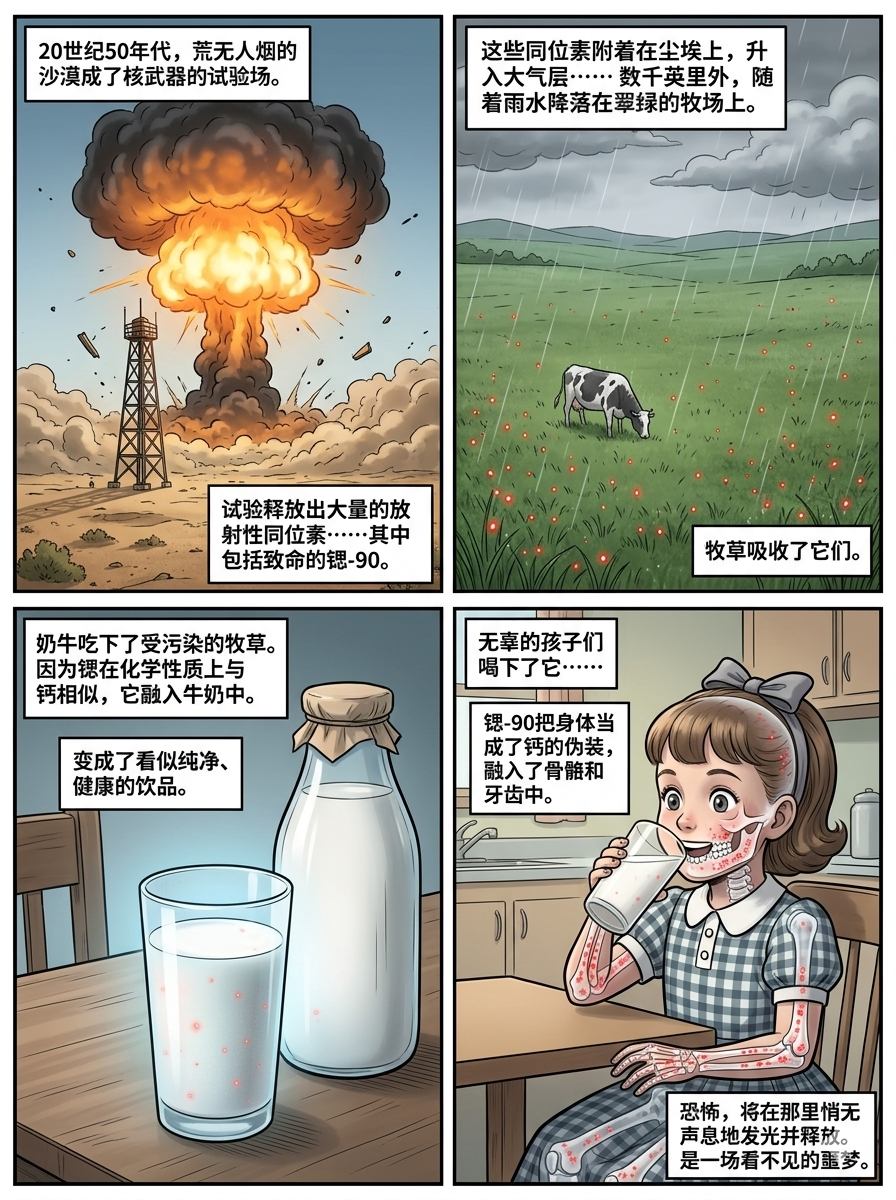 20世纪50年代，荒无人烟的
沙漠成了核武器的试验场。
试验释放出大量的放
射性同位素……其中
包括致命的锶-90。
这些同位素附着在尘埃上，升
入大气层…… 数千英里外，随
着雨水降落在翠绿的牧场上。
牧草吸收了它们。
奶牛吃下了受污染的牧草。
因为锶在化学性质上与
钙相似，它融入牛奶中。
变成了看似纯净、
健康的饮品。
无辜的孩子们
喝下了它……
锶-90把身体当
成了钙的伪装，
融入了骨骼和
牙齿中。
恐怖，将在那里悄无
声息地发光并释放。
是一场看不见的噩梦。